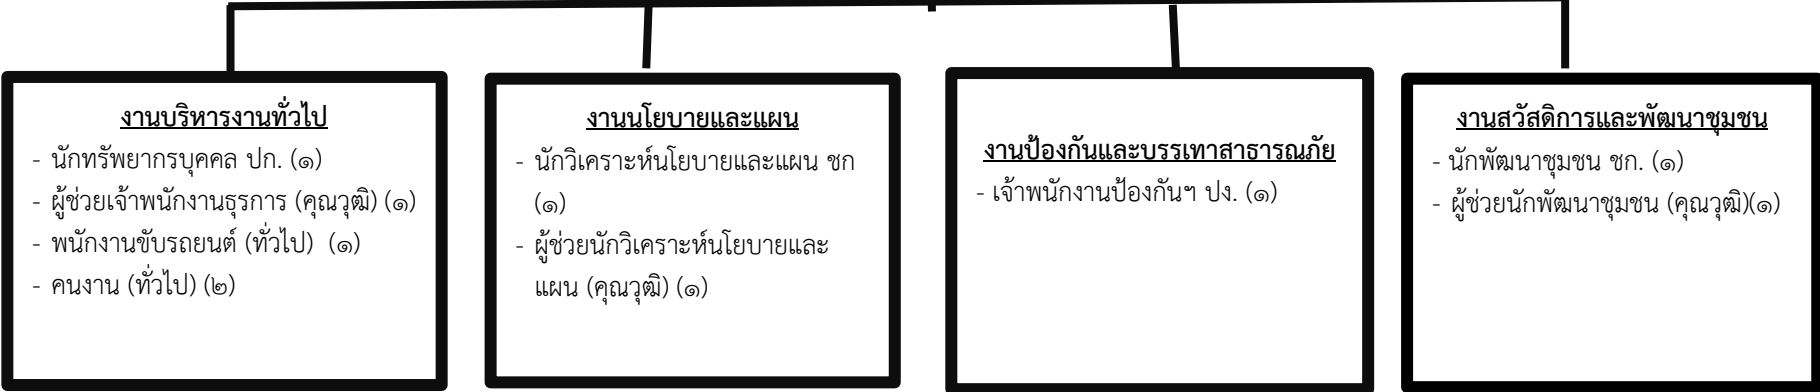 งานบริหารงานทั่วไป
- นักทรัพยากรบุคคล ปก. (๑)
- ผู้ช่วยเจ้าพนักงานธุรการ (คุณวุฒิ) (๑)
- พนักงานขับรถยนต์ (ทั่วไป) (๑)
- คนงาน (ทั่วไป) (๒)
งานนโยบายและแผน
- นักวิเคราะห์นโยบายและแผน ชก
(๑)
- ผู้ช่วยนักวิเคราะห์นโยบายและ
แผน (คุณวุฒิ) (๑)
งานป้องกันและบรรเทาสาธารณภัย
- เจ้าพนักงานป้องกันฯ ปง. (๑)
งานสวัสดิการและพัฒนาชุมชน
- นักพัฒนาชุมชน ชก. (๑)
- ผู้ช่วยนักพัฒนาชุมชน (คุณวุฒิ)(๑)